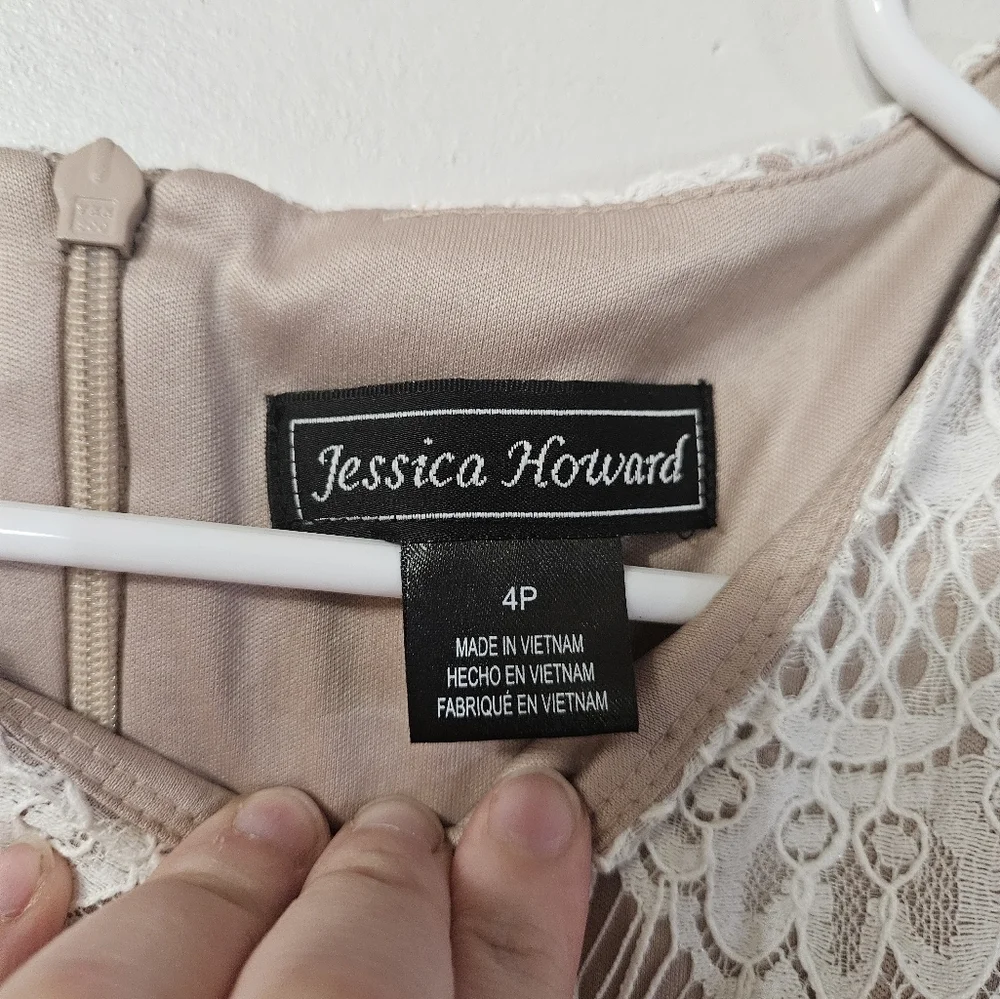 Jessica Howard
4P
MADE IN VIETNAM
HECHO EN VIETNAM
FABRIQUÉ EN VIETNAM